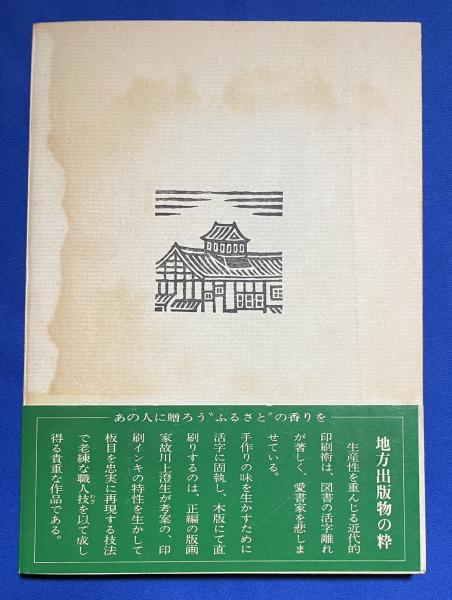 あの人に贈ろう〝ふるさと〟の香りを
地方出版物の粋
生産性を重んじる近代的
印刷術は、図書の活字離れ
が著しく、愛書家を悲しま
せている。
手作りの味を生かすために
活字に固執し、木版にて直
刷りするのは、正編の版画
家故川上澄生が考案の、印
刷インキの特性を生かして
板目を忠実に再現する技法
で老練な職人技を以て成し
わざ
得る貴重な作品である。